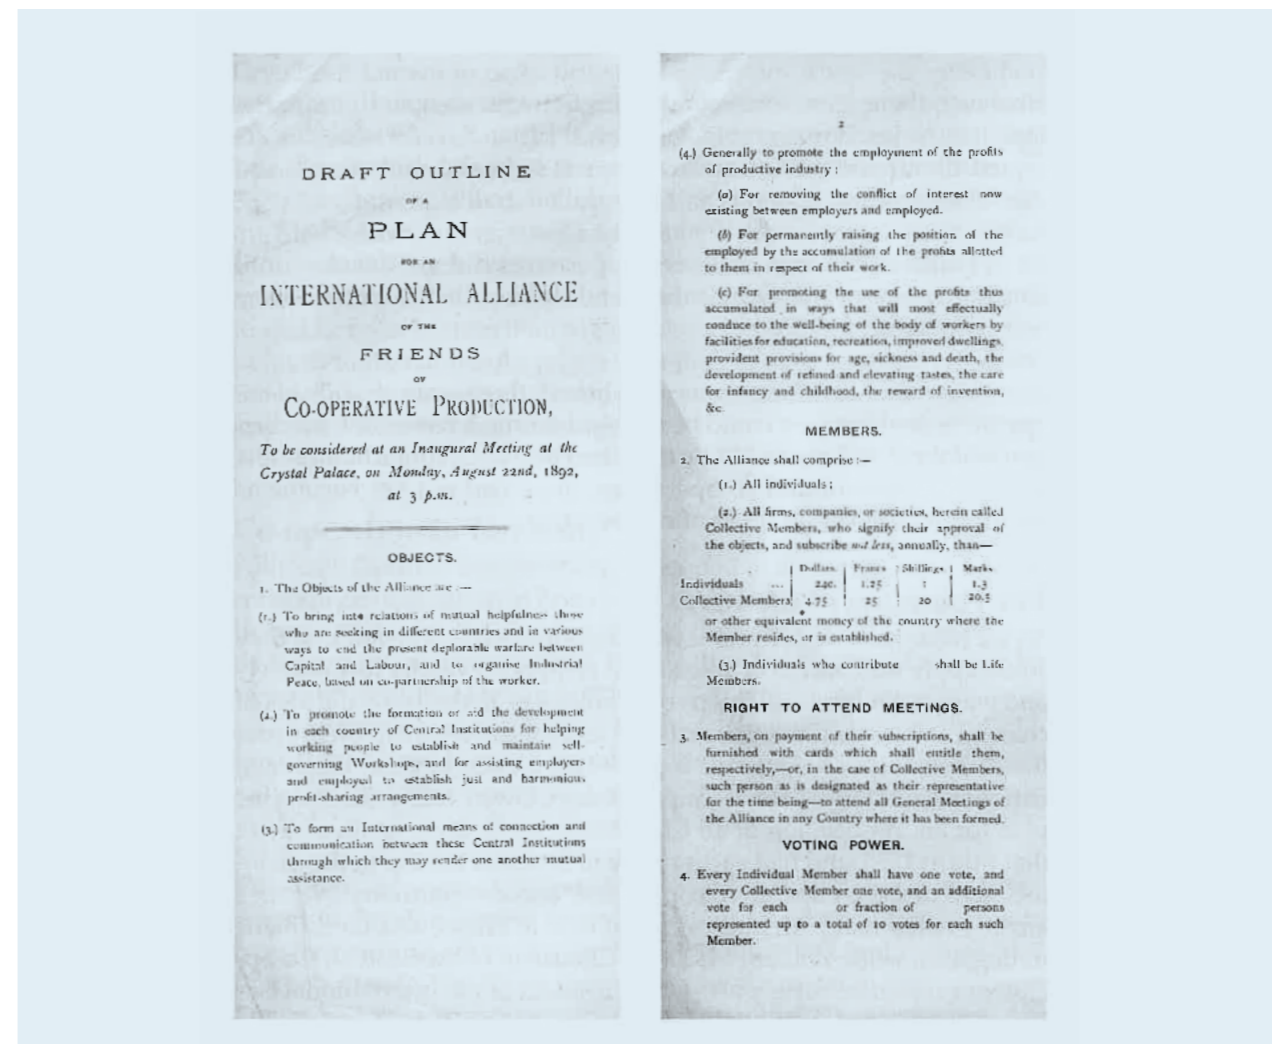 DRAFT OUTLINE
OF A
PLAN
FOR AN
INTERNATIONAL ALLIANCE
OF THE
FRIENDS
OF
CO-OPERATIVE PRODUCTION,
To be considered at an Inaugural Meeting at the
Crystal Palace, on Monday, August 22nd, 1892,
at 3 p.m.
OBJECTS.
1. The Objects of the Alliance are :—
(1.) To bring into relations of mutual helpfulness those
who are seeking in different countries and in various
ways to end the present deplorable warfare between
Capital and Labour, and to organise Industrial
Peace, based on co-partnership of the worker.
(2.) To promote the formation or aid the development
in each country of Central Institutions for helping
working people to establish and maintain self-
governing Workshops, and for assisting employers
and employed to establish just and harmonious
profit-sharing arrangements.
(3.) To form an International means of connection and
communication between these Central Institutions
through which they may render one another mutual
assistance.
2
(4.) Generally to promote the employment of the profits
of productive industry :
(a) For removing the conflict of interest now
existing between employers and employed.
(b) For permanently raising the position of the
employed by the accumulation of the profits allotted
to them in respect of their work.
(c) For promoting the use of the profits thus
accumulated in ways that will most effectually
conduce to the well-being of the body of workers by
facilities for education, recreation, improved dwellings,
provident provisions for age, sickness and death, the
development of refined and elevating tastes, the care
for infancy and childhood, the reward of invention,
&c.
MEMBERS.
2. The Alliance shall comprise :—
(1.) All individuals ;
(2.) All firms, companies, or societies, herein called
Collective Members, who signify their approval of
the objects, and subscribe not less, annually, than—
Dollars. Francs Shillings Marks
Individuals ... 24c. 1.25 1 1.3
Collective Members 4.75 25 20 20.5
or other equivalent money of the country where the
Member resides, or is established.
(3.) Individuals who contribute shall be Life
Members.
RIGHT TO ATTEND MEETINGS.
3. Members, on payment of their subscriptions, shall be
furnished with cards which shall entitle them,
respectively,—or, in the case of Collective Members,
such person as is designated as their representative
for the time being—to attend all General Meetings of
the Alliance in any Country where it has been formed.
VOTING POWER.
4. Every Individual Member shall have one vote, and
every Collective Member one vote, and an additional
vote for each or fraction of persons
represented up to a total of 10 votes for each such
Member.